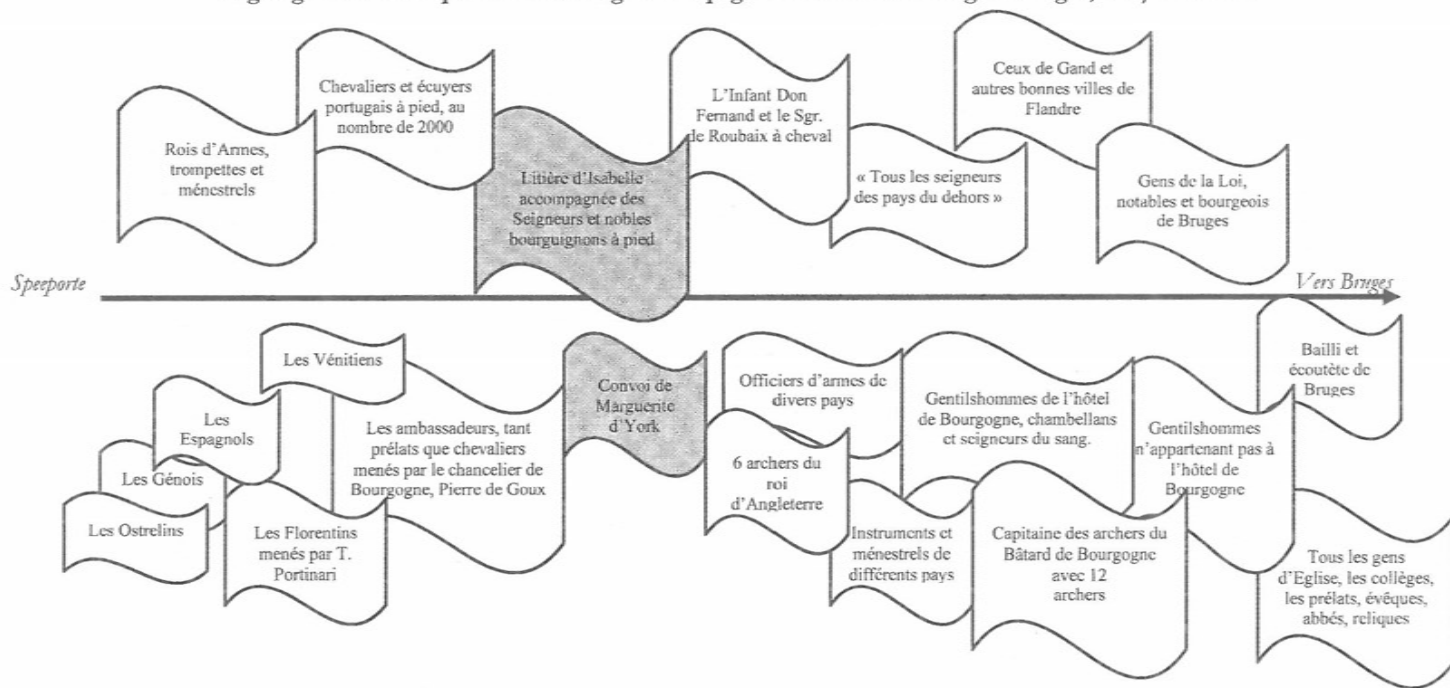 Rois d'Armes,
trompettes et
ménestrels
Chevaliers et écuyers
portugais à pied, au
nombre de 2000
Litière d'Isabelle
accompagnée des
Seigneurs et nobles
bourguignons à pied
L'Infant Don
Fernand et le Sgr.
de Roubaix à cheval
« Tous les seigneurs
des pays du dehors »
Ceux de Gand et
autres bonnes villes de
Flandre
Gens de la Loi,
notables et bourgeois
de Bruges
Speeporte
Vers Bruges
Les Ostrelins
Les Génois
Les
Espagnols
Les Vénitiens
Les Florentins
menés par T.
Portinari
Les ambassadeurs, tant
prélats que chevaliers
menés par le chancelier de
Bourgogne, Pierre de Goux
Convoi de
Marguerite
d'York
Officiers d'armes de
divers pays
6 archers du
roi
d'Angleterre
Instruments et
ménestrels de
différents pays
Gentilshommes de l'hôtel
de Bourgogne, chambellans
et seigneurs du sang.
Capitaine des archers du
Bâtard de Bourgogne
avec 12
archers
Gentilshommes
n'appartenant pas à
l'hôtel de
Bourgogne
Bailli et
écoutète de
Bruges
Tous les gens
d'Eglise, les collèges,
les prélats, évêques,
abbés, reliques